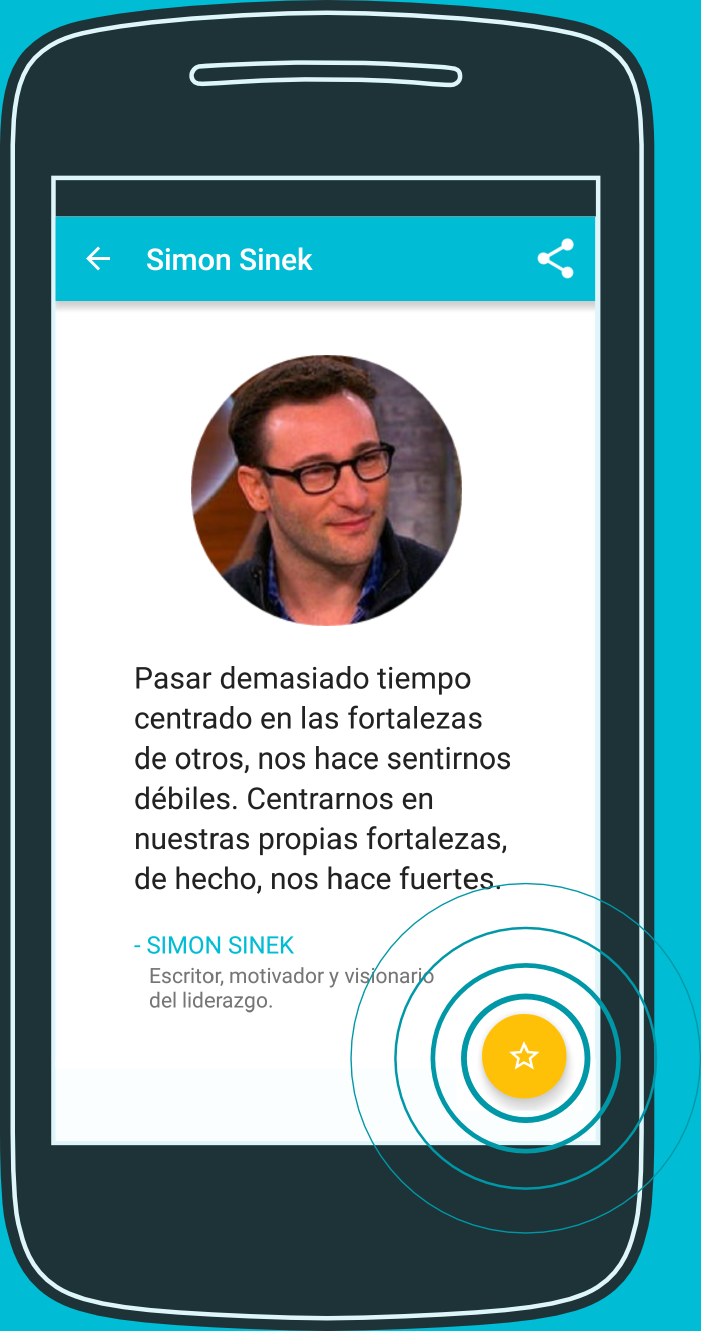 Simon Sinek
Pasar demasiado tiempo
centrado en las fortalezas
de otros, nos hace sentirnos
débiles. Centrarnos en
nuestras propias fortalezas,
de hecho, nos hace fuertes.
- SIMON SINEK
Escritor, motivador y visionario
del liderazgo.